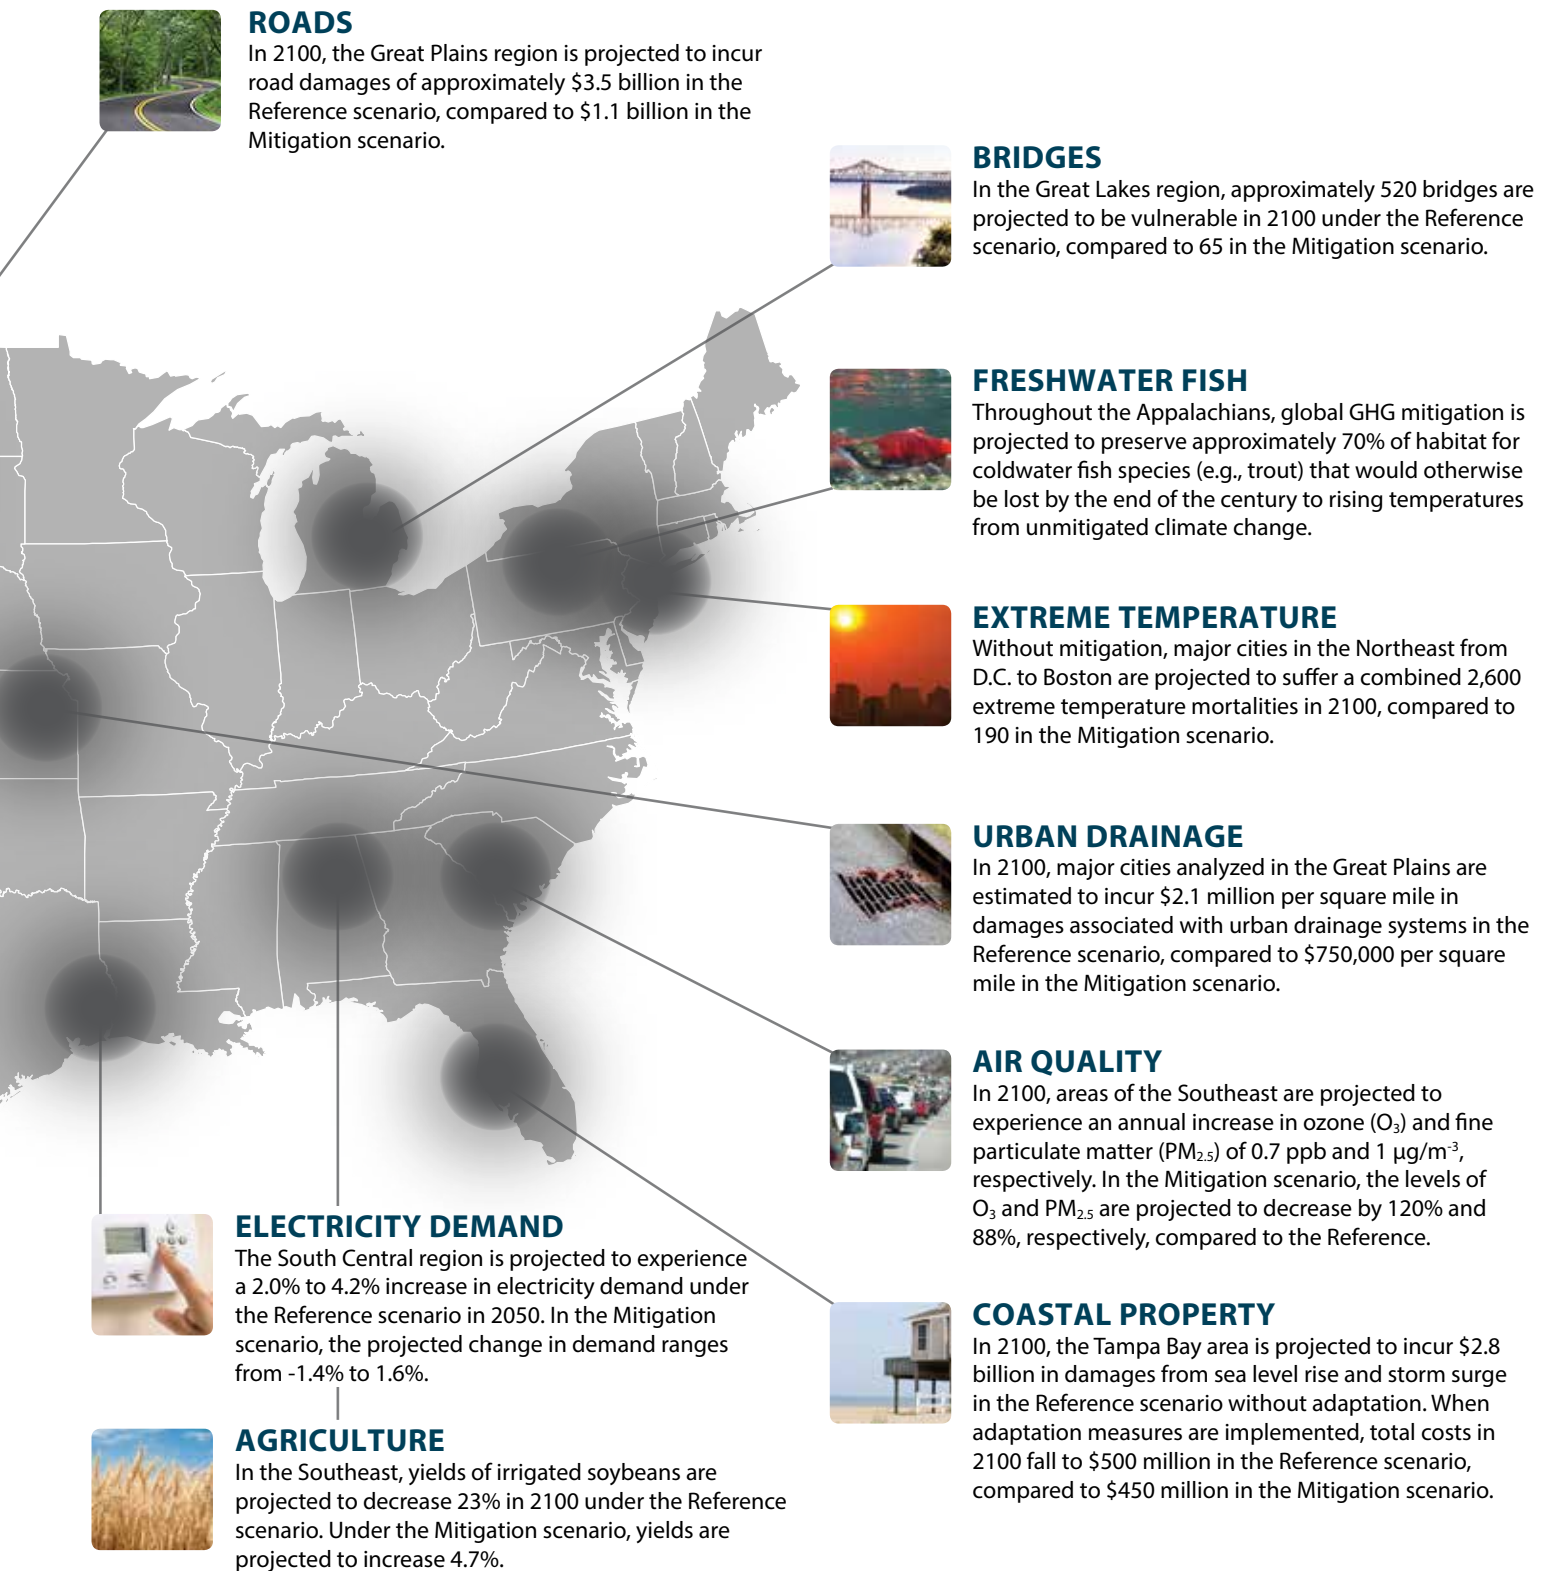 ROADS
In 2100, the Great Plains region is projected to incur
road damages of approximately $3.5 billion in the
Reference scenario, compared to $1.1 billion in the
Mitigation scenario.
BRIDGES
In the Great Lakes region, approximately 520 bridges are
projected to be vulnerable in 2100 under the Reference
scenario, compared to 65 in the Mitigation scenario.
FRESHWATER FISH
Throughout the Appalachians, global GHG mitigation is
projected to preserve approximately 70% of habitat for
coldwater fish species (e.g., trout) that would otherwise
be lost by the end of the century to rising temperatures
from unmitigated climate change.
EXTREME TEMPERATURE
Without mitigation, major cities in the Northeast from
D.C. to Boston are projected to suffer a combined 2,600
extreme temperature mortalities in 2100, compared to
190 in the Mitigation scenario.
URBAN DRAINAGE
In 2100, major cities analyzed in the Great Plains are
estimated to incur $2.1 million per square mile in
damages associated with urban drainage systems in the
Reference scenario, compared to $750,000 per square
mile in the Mitigation scenario.
AIR QUALITY
In 2100, areas of the Southeast are projected to
experience an annual increase in ozone (O₃) and fine
particulate matter (PM₂.₅) of 0.7 ppb and 1 μg/m⁻³,
respectively. In the Mitigation scenario, the levels of
O₃ and PM₂.₅ are projected to decrease by 120% and
88%, respectively, compared to the Reference.
ELECTRICITY DEMAND
The South Central region is projected to experience
a 2.0% to 4.2% increase in electricity demand under
the Reference scenario in 2050. In the Mitigation
scenario, the projected change in demand ranges
from -1.4% to 1.6%.
COASTAL PROPERTY
In 2100, the Tampa Bay area is projected to incur $2.8
billion in damages from sea level rise and storm surge
in the Reference scenario without adaptation. When
adaptation measures are implemented, total costs in
2100 fall to $500 million in the Reference scenario,
compared to $450 million in the Mitigation scenario.
AGRICULTURE
In the Southeast, yields of irrigated soybeans are
projected to decrease 23% in 2100 under the Reference
scenario. Under the Mitigation scenario, yields are
projected to increase 4.7%.